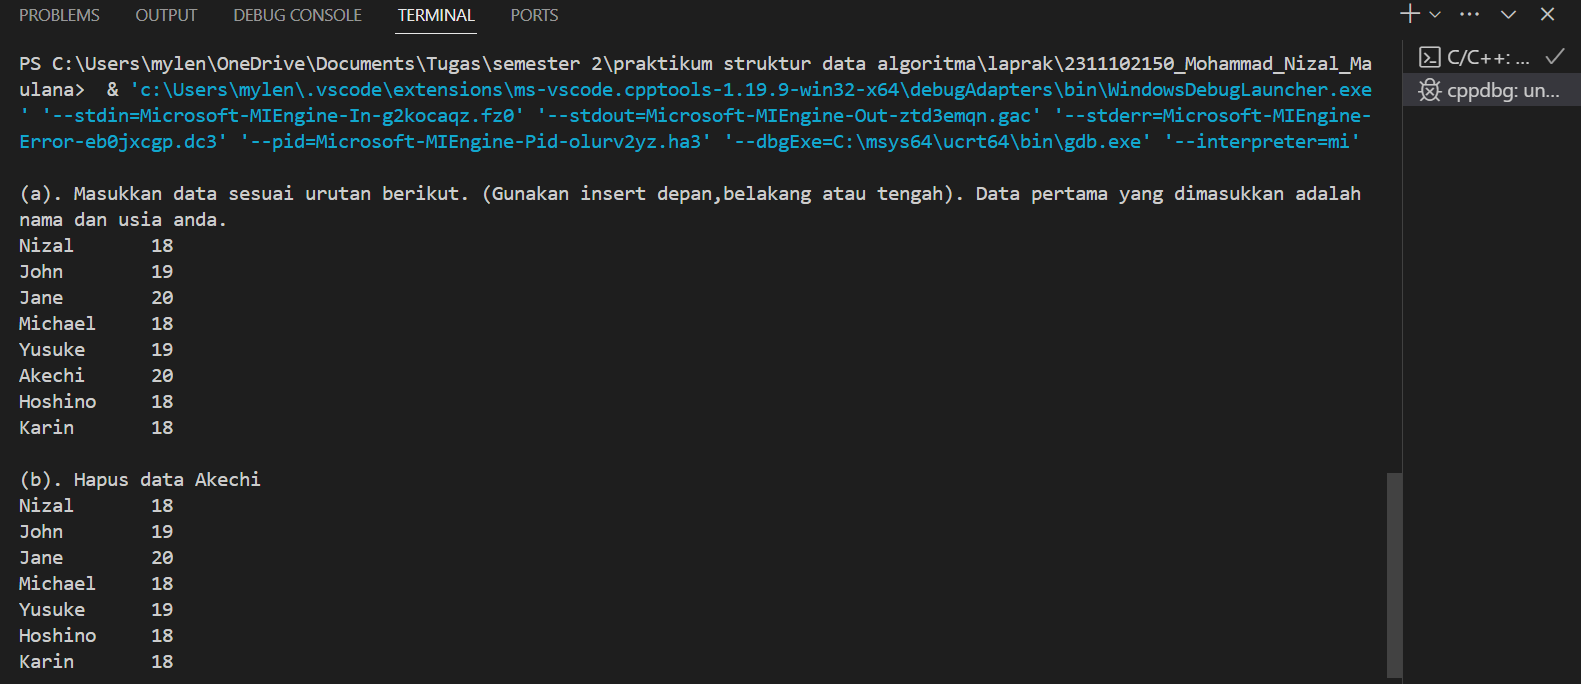 PROBLEMS OUTPUT DEBUG CONSOLE TERMINAL PORTS
PS C:\Users\mylen\OneDrive\Documents\Tugas\semester 2\praktikum struktur data algoritma\laprak\2311102150_Mohammad_Nizal_Ma
ulana>  & 'c:\Users\mylen\.vscode\extensions\ms-vscode.cpptools-1.19.9-win32-x64\debugAdapters\bin\WindowsDebugLauncher.exe
' '--stdin=Microsoft-MIEngine-In-g2kocaqz.fz0' '--stdout=Microsoft-MIEngine-Out-ztd3emqn.gac' '--stderr=Microsoft-MIEngine-
Error-eb0jxcgp.dc3' '--pid=Microsoft-MIEngine-Pid-olurv2yz.ha3' '--dbgExe=C:\msys64\ucrt64\bin\gdb.exe' '--interpreter=mi'
(a). Masukkan data sesuai urutan berikut. (Gunakan insert depan,belakang atau tengah). Data pertama yang dimasukkan adalah
nama dan usia anda.
Nizal 18
John 19
Jane 20
Michael 18
Yusuke 19
Akechi 20
Hoshino 18
Karin 18
(b). Hapus data Akechi
Nizal 18
John 19
Jane 20
Michael 18
Yusuke 19
Hoshino 18
Karin 18
C/C++: ...
cppdbg: un...